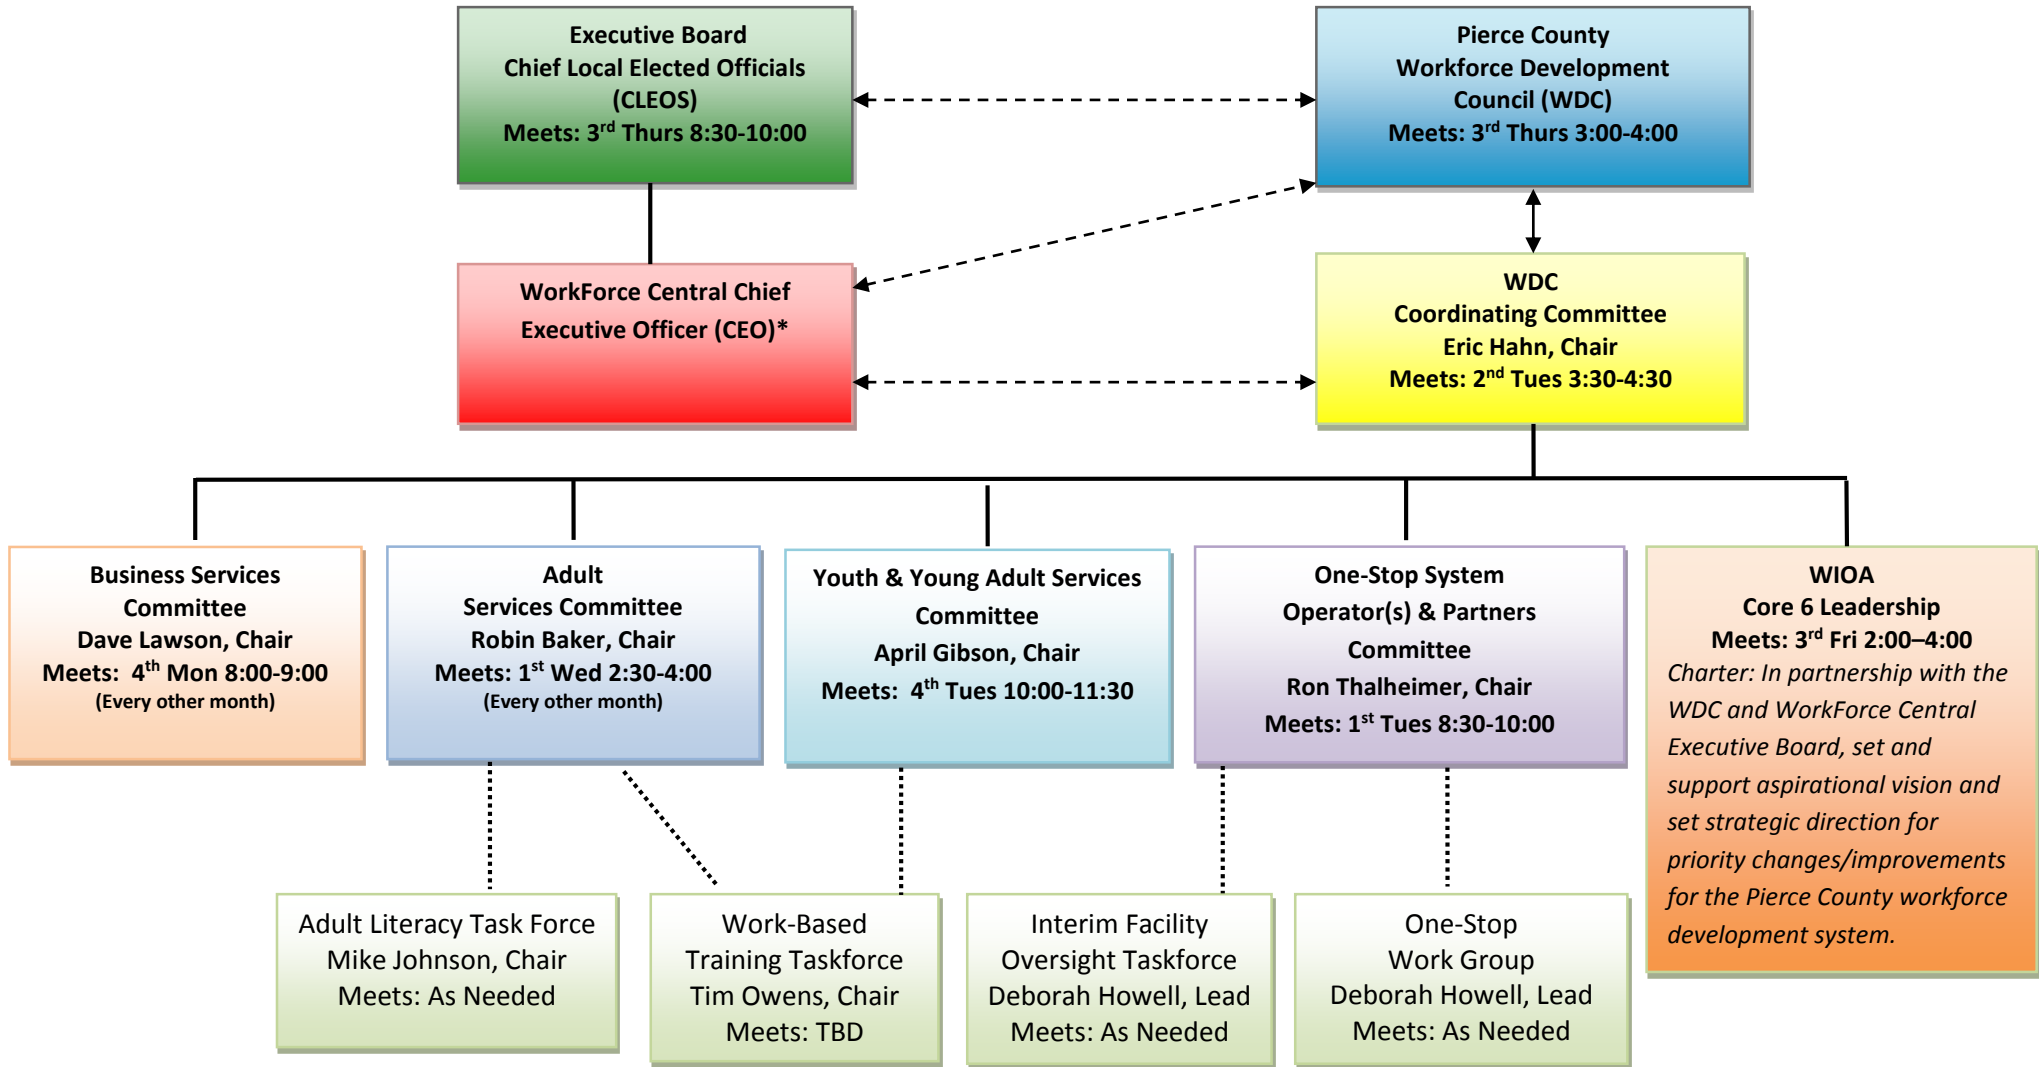 Executive Board
Chief Local Elected Officials
(CLEOS)
Meets: 3rd Thurs 8:30-10:00
Pierce County
Workforce Development
Council (WDC)
Meets: 3rd Thurs 3:00-4:00
WorkForce Central Chief
Executive Officer (CEO)*
WDC
Coordinating Committee
Eric Hahn, Chair
Meets: 2nd Tues 3:30-4:30
Business Services
Committee
Dave Lawson, Chair
Meets:  4th Mon 8:00-9:00
(Every other month)
Adult
Services Committee
Robin Baker, Chair
Meets: 1st Wed 2:30-4:00
(Every other month)
Youth & Young Adult Services
Committee
April Gibson, Chair
Meets:  4th Tues 10:00-11:30
One-Stop System
Operator(s) & Partners
Committee
Ron Thalheimer, Chair
Meets: 1st Tues 8:30-10:00
WIOA
Core 6 Leadership
Meets: 3rd Fri 2:00–4:00
Charter: In partnership with the
WDC and WorkForce Central
Executive Board, set and
support aspirational vision and
set strategic direction for
priority changes/improvements
for the Pierce County workforce
development system.
Adult Literacy Task Force
Mike Johnson, Chair
Meets: As Needed
Work-Based
Training Taskforce
Tim Owens, Chair
Meets: TBD
Interim Facility
Oversight Taskforce
Deborah Howell, Lead
Meets: As Needed
One-Stop
Work Group
Deborah Howell, Lead
Meets: As Needed